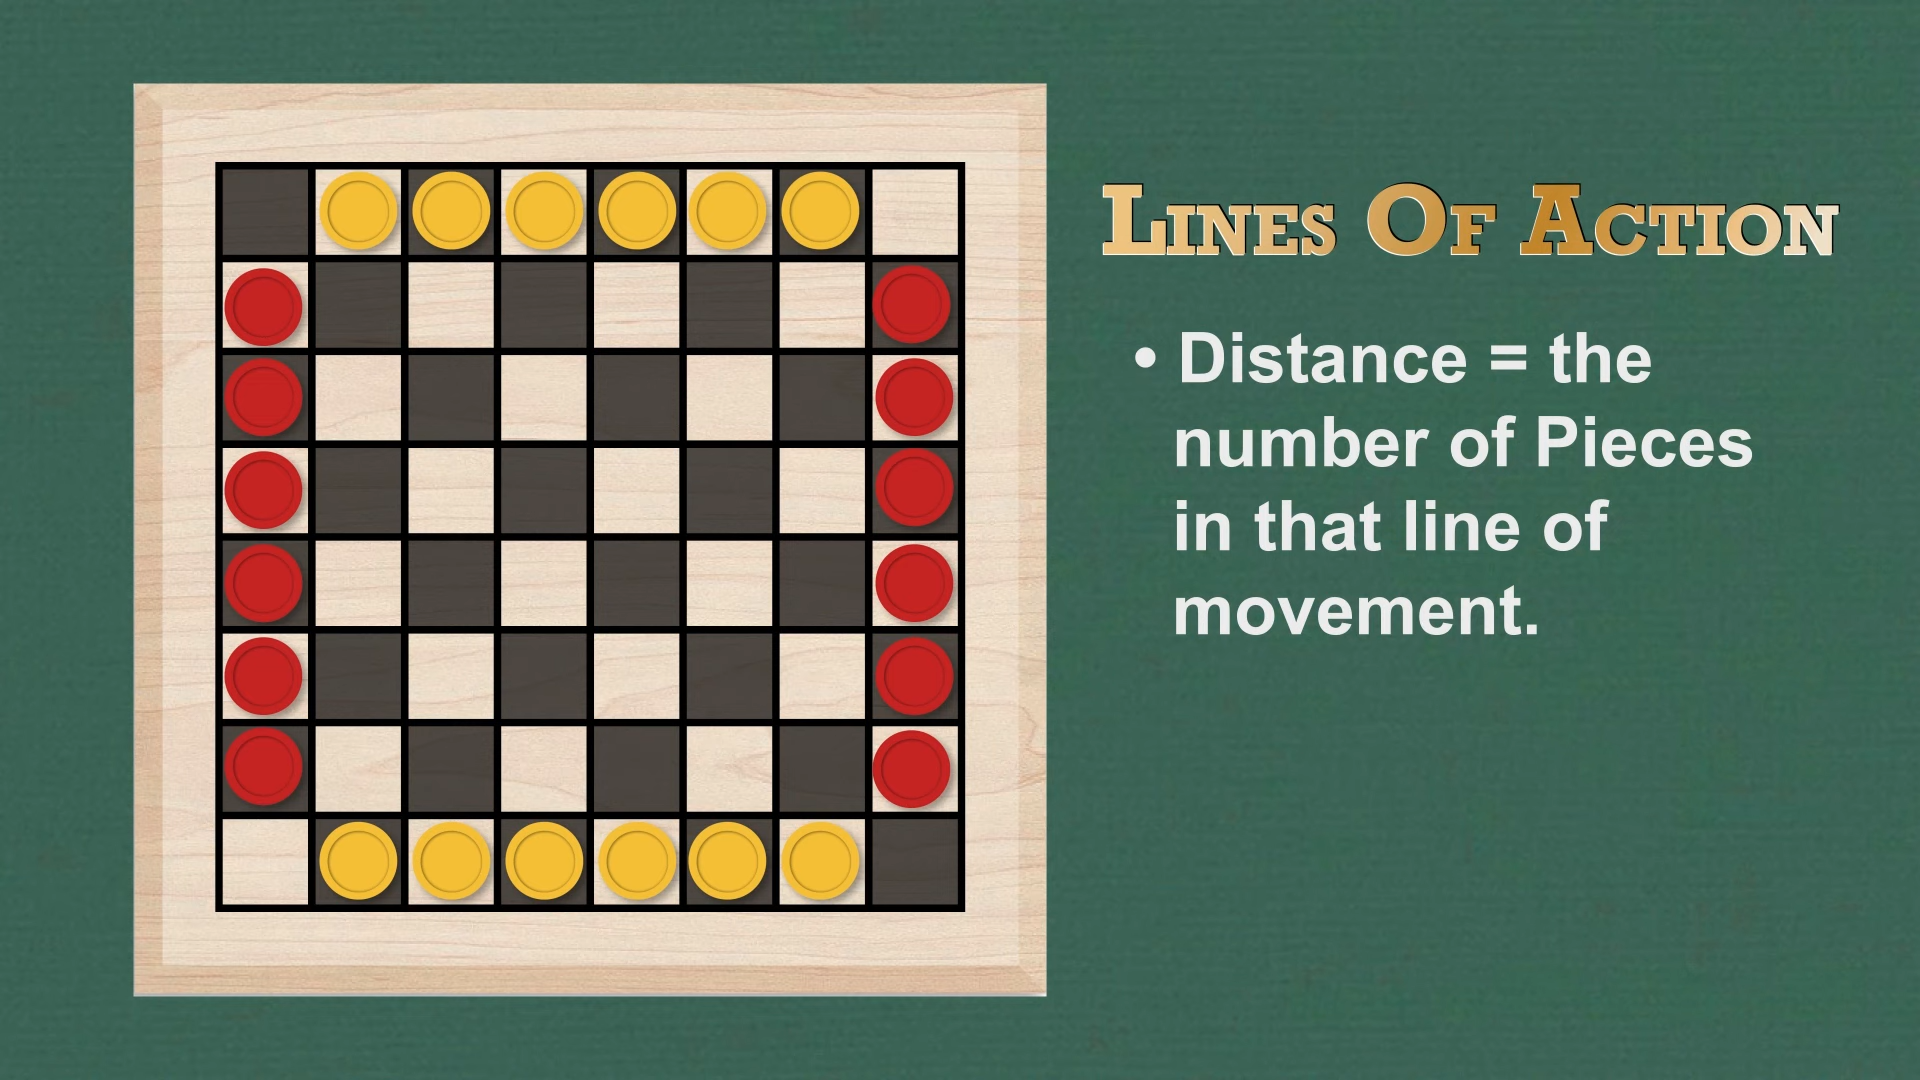 LINES OF ACTION
• Distance = the
number of Pieces
in that line of
movement.